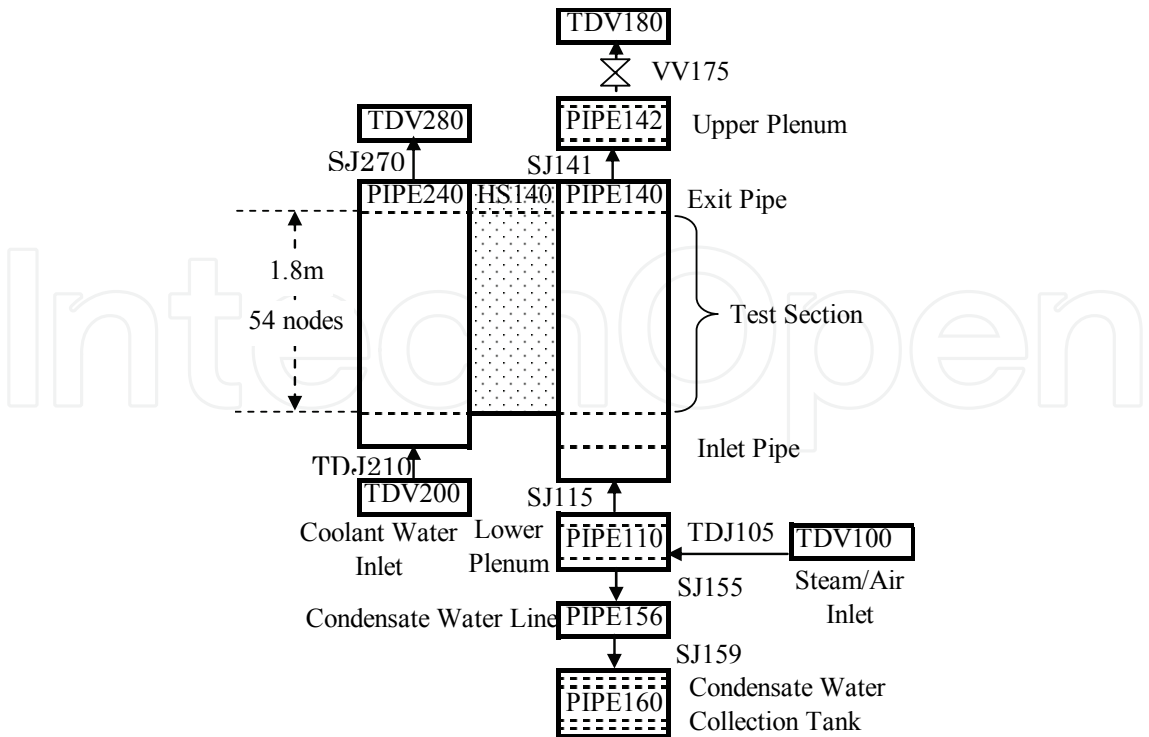 TDV180
VV175
TDV280
PIPE142
Upper Plenum
SJ270
SJ141
PIPE240
HS140
PIPE140
Exit Pipe
1.8m
54 nodes
Test Section
IntechOpen
Inlet Pipe
TDJ210
TDV200
SJ115
Coolant Water
Inlet
Lower
Plenum
PIPE110
TDJ105
TDV100
Steam/Air
Inlet
SJ155
Condensate Water Line
PIPE156
SJ159
PIPE160
Condensate Water
Collection Tank